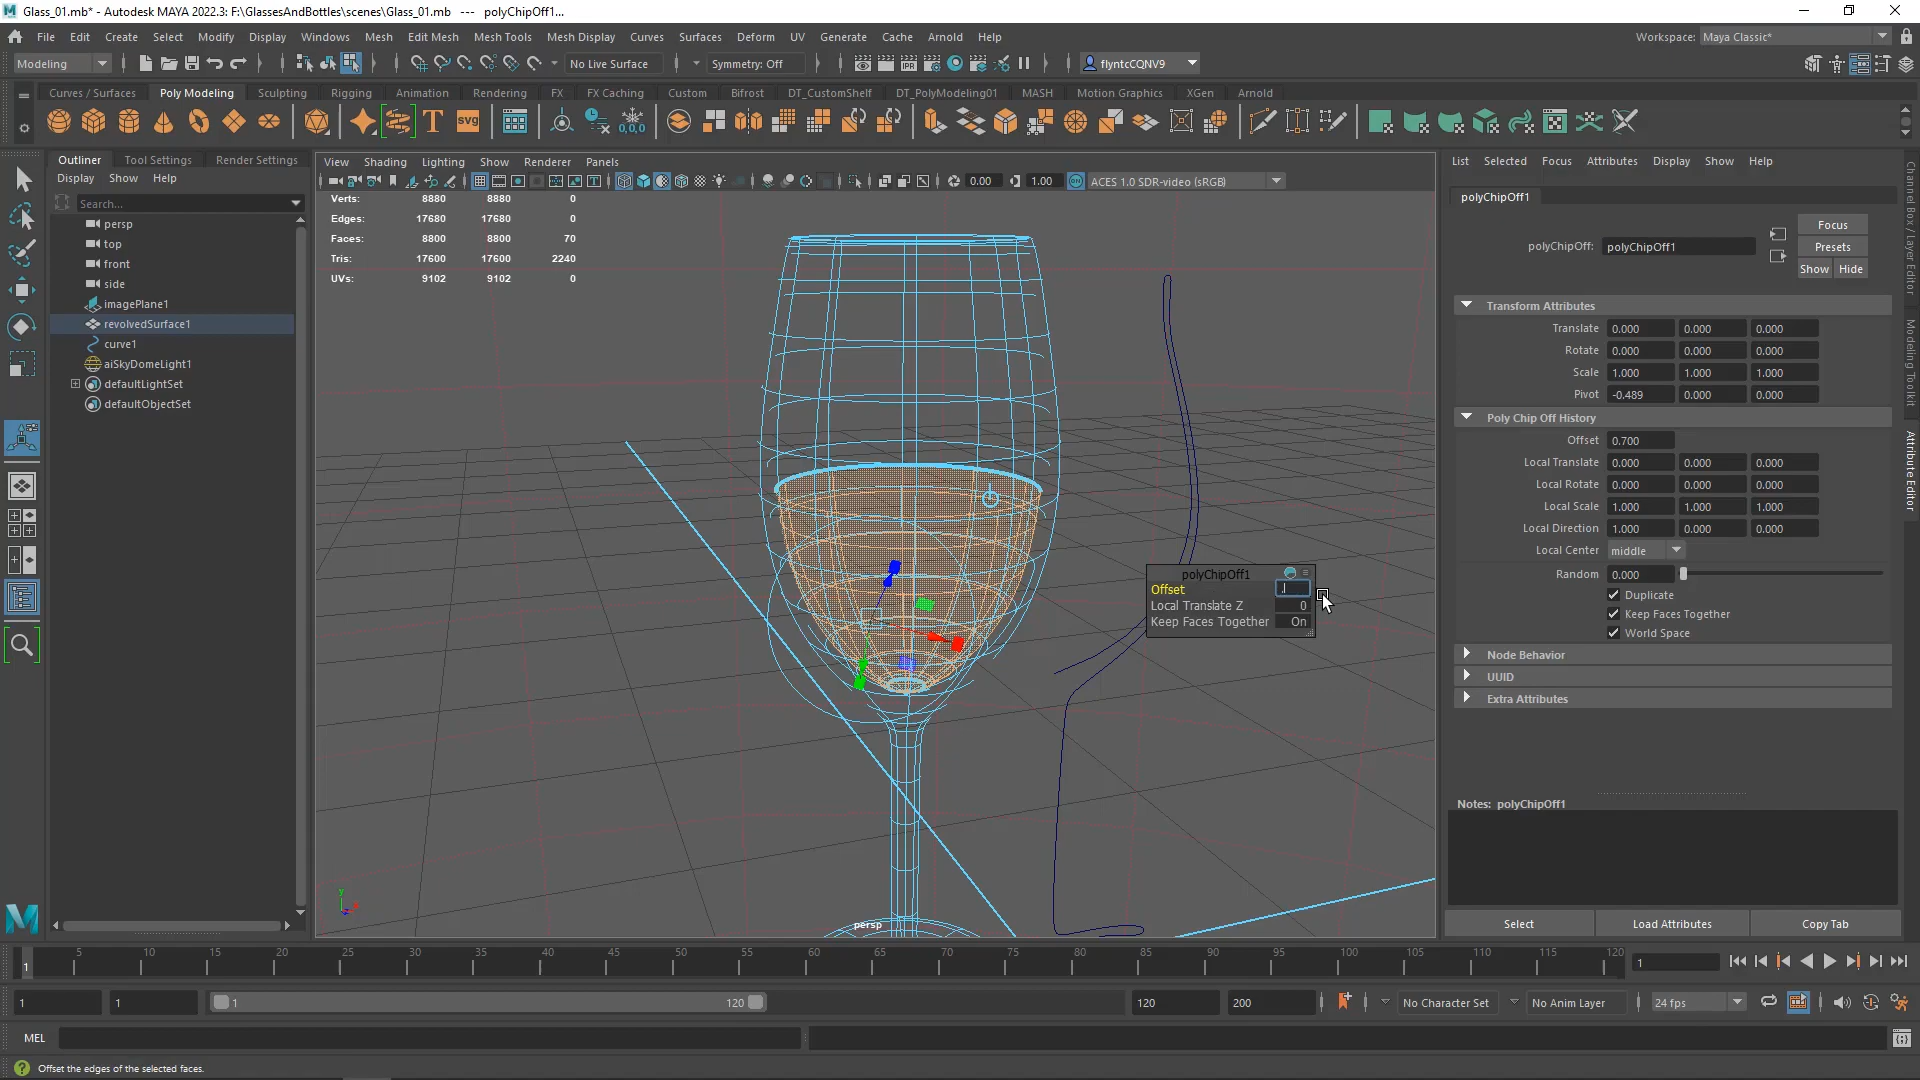 Glass_01.mb* - Autodesk MAYA 2022.3: F:\GlassesAndBottles\scenes\Glass_01.mb --- polyChipOff1...
File Edit Create Select Modify Display Windows Mesh Edit Mesh Mesh Tools Mesh Display Curves Surfaces Deform UV Generate Cache Arnold Help
Workspace: Maya Classic*
Modeling No Live Surface Symmetry: Off IPR flyntcCQNV9
Curves / Surfaces Poly Modeling Sculpting Rigging Animation Rendering FX FX Caching Custom Bifrost DT_CustomShelf DT_PolyModeling01 MASH Motion Graphics XGen Arnold
T SVG 0,0,0
Outliner Tool Settings Render Settings
Display Show Help
Search...
persp
top
front
side
imagePlane1
revolvedSurface1
curve1
aiSkyDomeLight1
defaultLightSet
defaultObjectSet
View Shading Lighting Show Renderer Panels
0.00 1.00 ACES 1.0 SDR-video (sRGB)
Verts: 8880 8880 0
Edges: 17680 17680 0
Faces: 8800 8800 70
Tris: 17600 17600 2240
UVs: 9102 9102 0
polyChipOff1
Offset .
Local Translate Z 0
Keep Faces Together On
y
persp
List Selected Focus Attributes Display Show Help
polyChipOff1
polyChipOff: polyChipOff1
Focus
Presets
Show Hide
Transform Attributes
Translate 0.000 0.000 0.000
Rotate 0.000 0.000 0.000
Scale 1.000 1.000 1.000
Pivot -0.489 0.000 0.000
Poly Chip Off History
Offset 0.700
Local Translate 0.000 0.000 0.000
Local Rotate 0.000 0.000 0.000
Local Scale 1.000 1.000 1.000
Local Direction 1.000 0.000 0.000
Local Center middle
Random 0.000
Duplicate
Keep Faces Together
World Space
Node Behavior
UUID
Extra Attributes
Notes: polyChipOff1
Select Load Attributes Copy Tab
Channel Box / Layer Editor
Modeling Toolkit
Attribute Editor
1 5 10 15 20 25 30 35 40 45 50 55 60 65 70 75 80 85 90 95 100 105 110 115 120 1
1 1 1 120 120 200 No Character Set No Anim Layer 24 fps
MEL
Offset the edges of the selected faces.